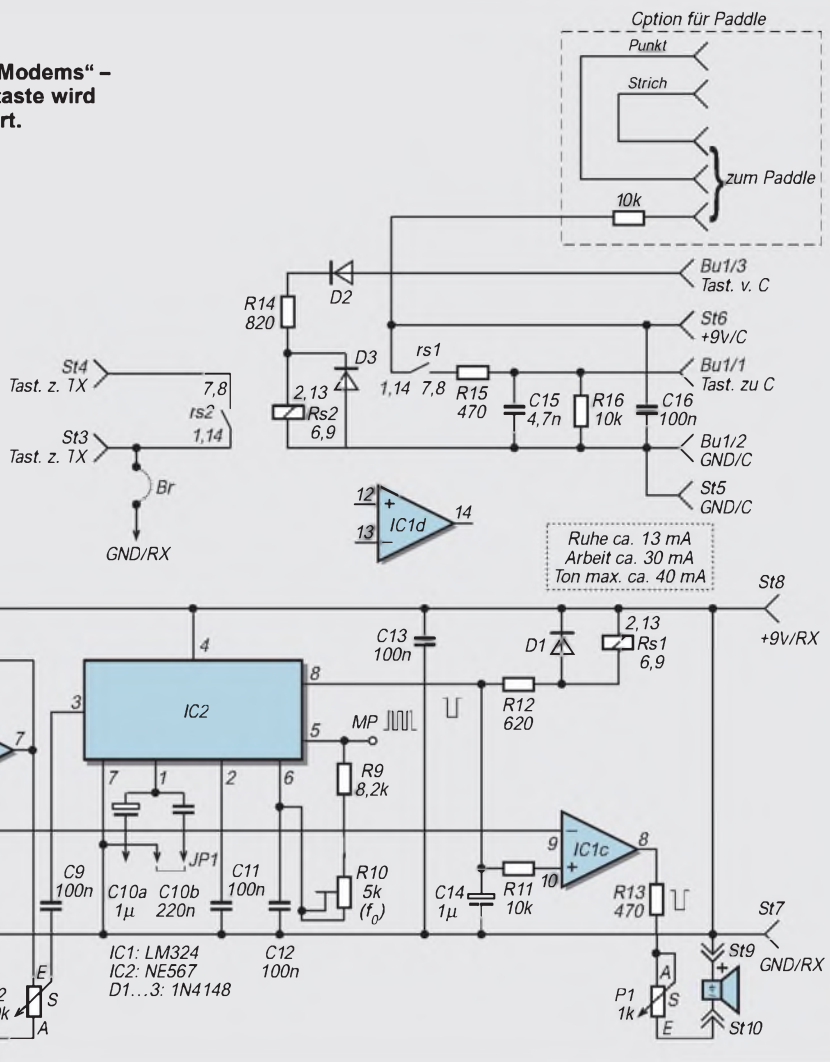 Modems“ –
taste wird
rt.
Cption für Paddle
Punkt
Strich
zum Paddle
10k
Bu1/3
Tast. v. C
D2
R14
820
St6
+9V/C
D3
rs1
Bu1/1
Tast. zu C
1,14
7,8
R15
470
C15
4,7n
R16
10k
C16
100n
2,13
Rs2
6,9
St4
Tast. z. TX
7,8
rs2
1,14
St3
Tast. z. TX
Bu1/2
GND/C
St5
GND/C
Br
GND/RX
12
+
13
–
IC1d
14
Ruhe ca. 13 mA
Arbeit ca. 30 mA
Ton max. ca. 40 mA
St8
+9V/RX
4
C13
100n
D1
2,13
Rs1
6,9
3
IC2
8
R12
620
5
MP
7
7
1
2
6
R9
8,2k
JP1
C9
100n
C10a
1µ
C10b
220n
C11
100n
R10
5k
(f0)
C14
1µ
R11
10k
9
–
10
+
IC1c
8
R13
470
C12
100n
St7
GND/RX
IC1: LM324
IC2: NE567
D1...3: 1N4148
E
2
k
S
A
P1
1k
A
S
E
St9
+
St10